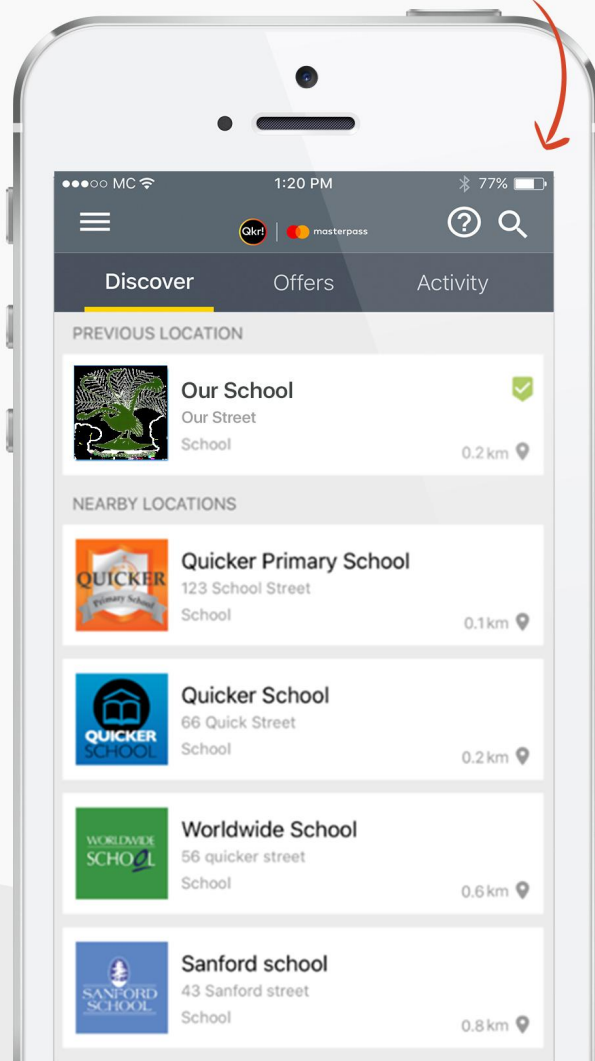 MC 1:20 PM 77%
Qkr! masterpass
Discover Offers Activity
PREVIOUS LOCATION
Our School
Our Street
School
0.2 km
NEARBY LOCATIONS
QUICKER
Primary School
Quicker Primary School
123 School Street
School
0.1 km
QUICKER
SCHOOL
Quicker School
66 Quick Street
School
0.2 km
WORLDWIDE
SCHOOL
Worldwide School
56 quicker street
School
0.6 km
SANFORD
SCHOOL
Sanford school
43 Sanford street
School
0.8 km